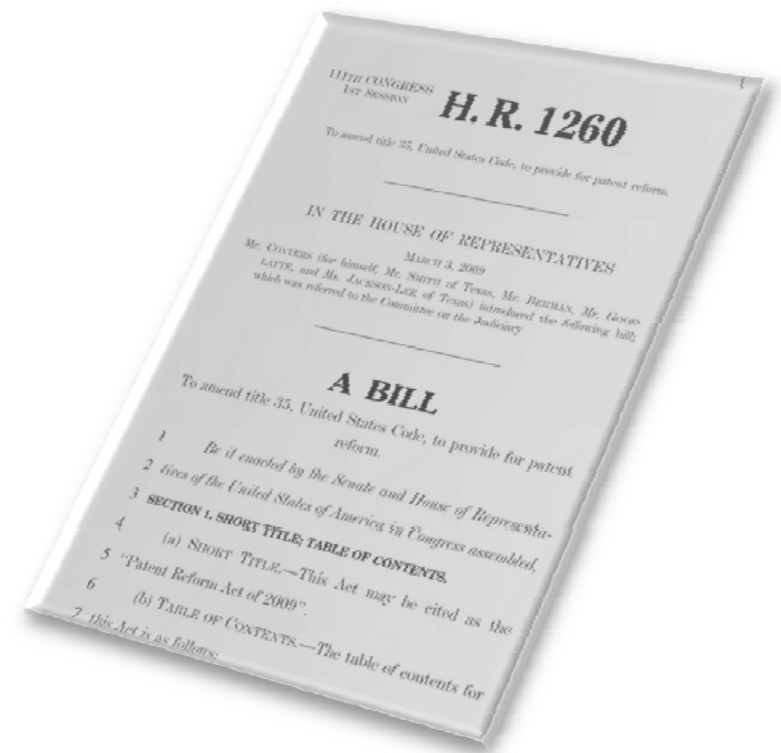 111TH CONGRESS
1ST SESSION
H. R. 1260
To amend title 35, United States Code, to provide for patent reform.
IN THE HOUSE OF REPRESENTATIVES
MARCH 3, 2009
Mr. CONYERS (for himself, Mr. SMITH of Texas, Mr. BERMAN, Mr. GOOD-
LATTE, and Ms. JACKSON-LEE of Texas) introduced the following bill;
which was referred to the Committee on the Judiciary
A BILL
To amend title 35, United States Code, to provide for patent
reform.
1 Be it enacted by the Senate and House of Representa-
2 tives of the United States of America in Congress assembled,
3 SECTION 1. SHORT TITLE; TABLE OF CONTENTS.
4 (a) SHORT TITLE.—This Act may be cited as the
5 “Patent Reform Act of 2009”.
6 (b) TABLE OF CONTENTS.—The table of contents for
7 this Act is as follows: